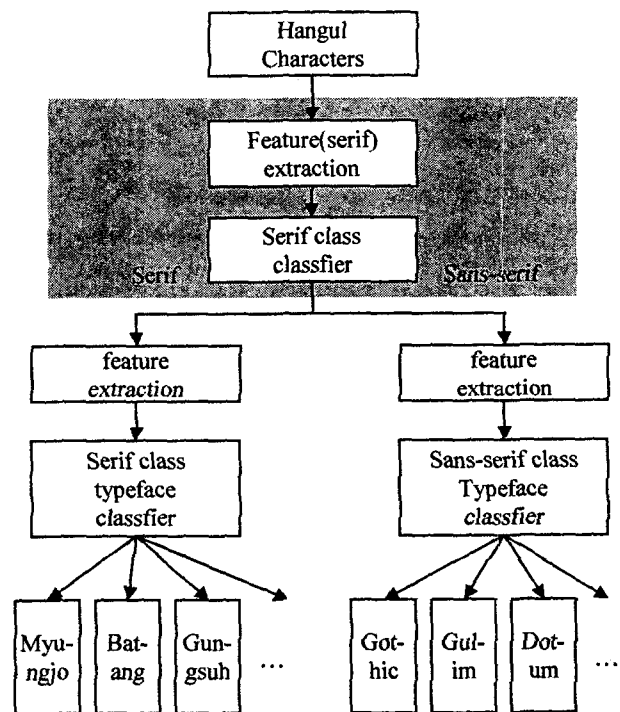 Hangul
Characters
Feature(serif)
extraction
Serif class
classfier
Serif
Sans-serif
feature
extraction
feature
extraction
Serif class
typeface
classfier
Sans-serif class
Typeface
classfier
Myu-
ngjo
Bat-
ang
Gun-
gsuh
...
Got-
hic
Gul-
im
Dot-
um
...